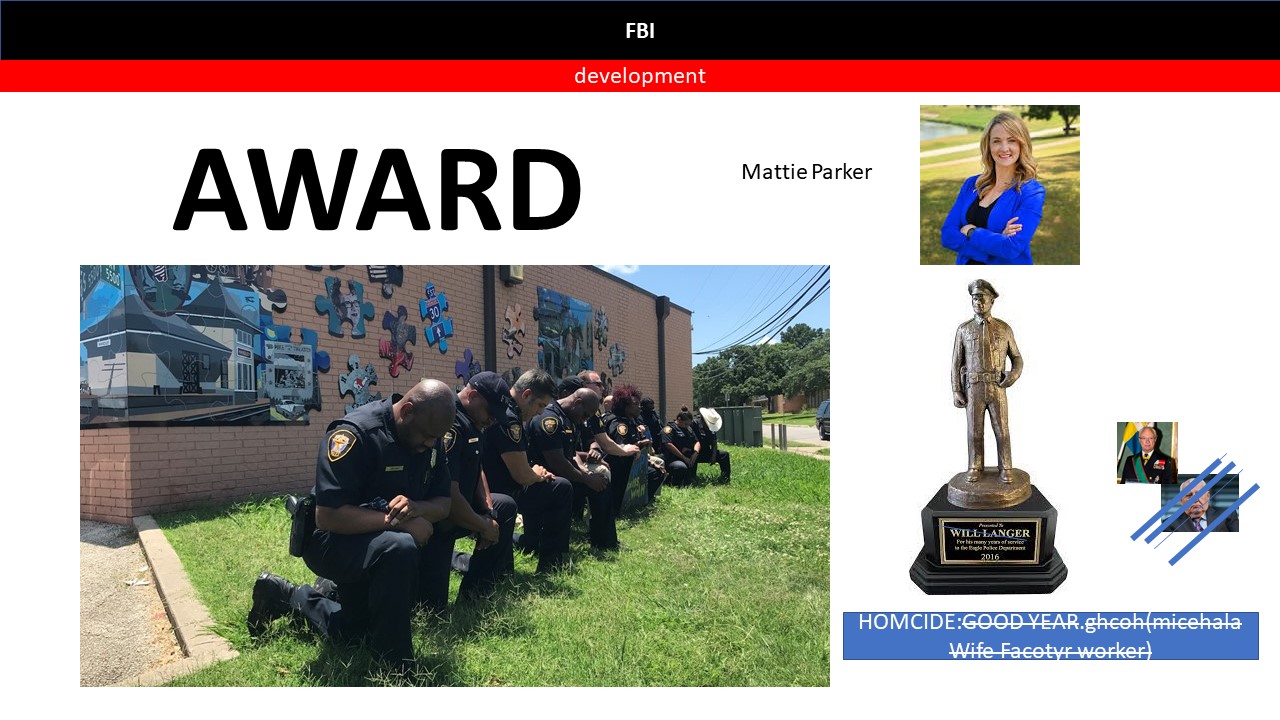 FBI
development
AWARD
Mattie Parker
30
Presented To
WILL LANGER
For his many years of service
to the Eagle Police Department
2016
HOMCIDE:GOOD YEAR.ghcoh(micehala
Wife Facotyr worker)